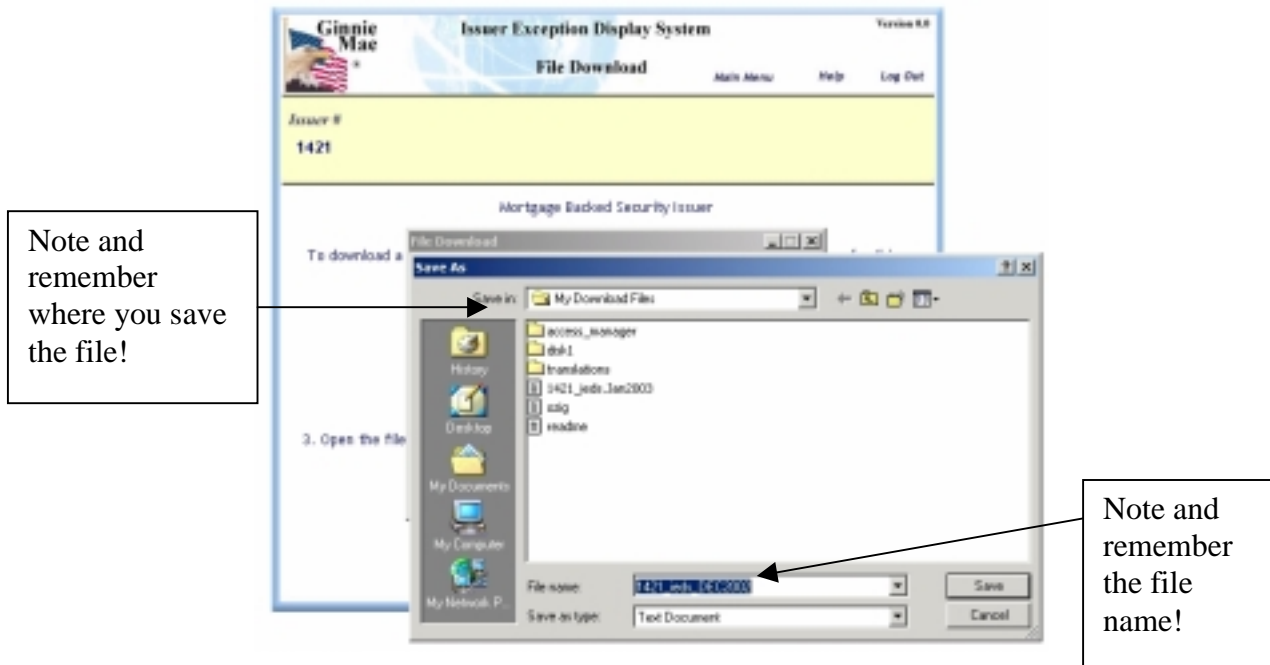 Ginnie
Mae
Issuer Exception Display System
File Download
Version 8.0
Main Menu Help Log Out
Issuer #
1421
Mortgage Backed Security Issuer
To download a
3. Open the file
Note and
remember
where you save
the file!
File Download
Save As
Save in: My Download Files
History
Desktop
My Documents
My Computer
My Network P...
access_manager
disk1
translations
1421_ieds.Jan2003
readme
File name: 1421_ieds_DEC2002
Save
Save as type: Text Document
Cancel
Note and
remember
the file
name!